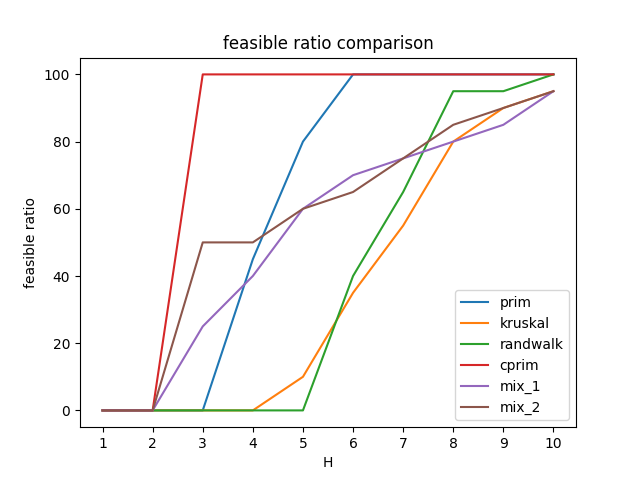 feasible ratio comparison
100
80
60
40
20
0
feasible ratio
1 2 3 4 5 6 7 8 9 10
H
prim
kruskal
randwalk
cprim
mix_1
mix_2